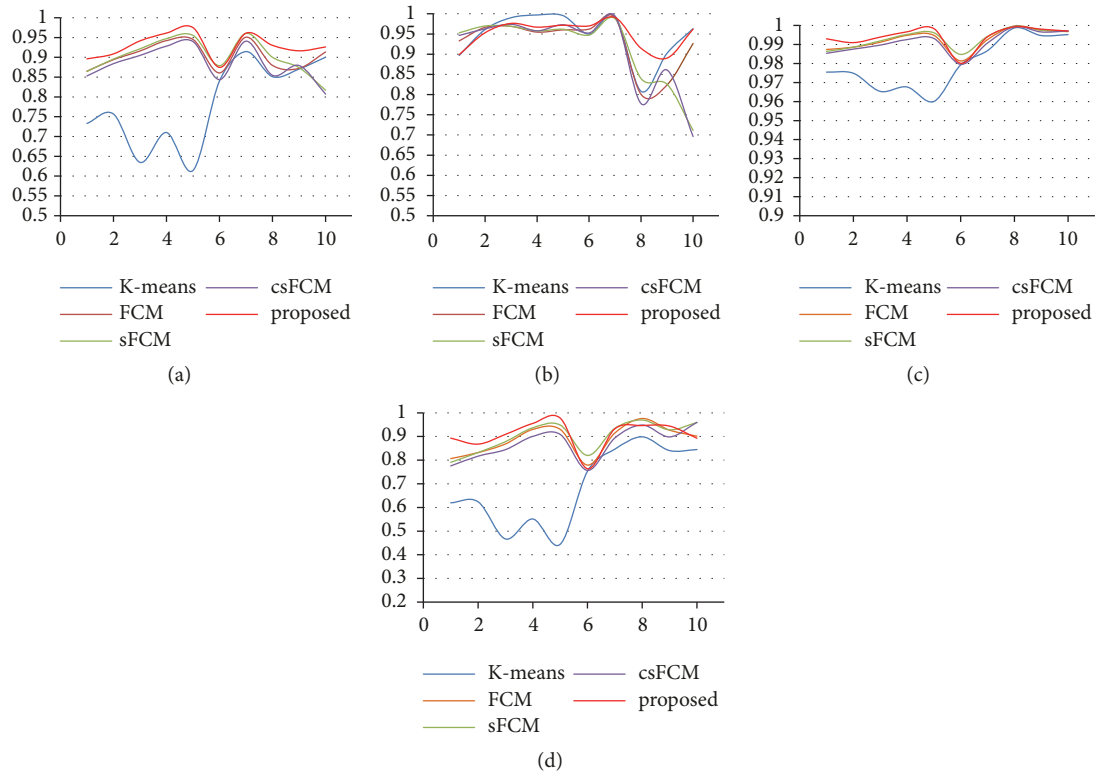 1
0.95
0.9
0.85
0.8
0.75
0.7
0.65
0.6
0.55
0.5
0 2 4 6 8 10
K-means csFCM
FCM proposed
sFCM
(a)
1
0.95
0.9
0.85
0.8
0.75
0.7
0.65
0.6
0.55
0.5
0 2 4 6 8 10
K-means csFCM
FCM proposed
sFCM
(b)
1
0.99
0.98
0.97
0.96
0.95
0.94
0.93
0.92
0.91
0.9
0 2 4 6 8 10
K-means csFCM
FCM proposed
sFCM
(c)
1
0.9
0.8
0.7
0.6
0.5
0.4
0.3
0.2
0 2 4 6 8 10
K-means csFCM
FCM proposed
sFCM
(d)